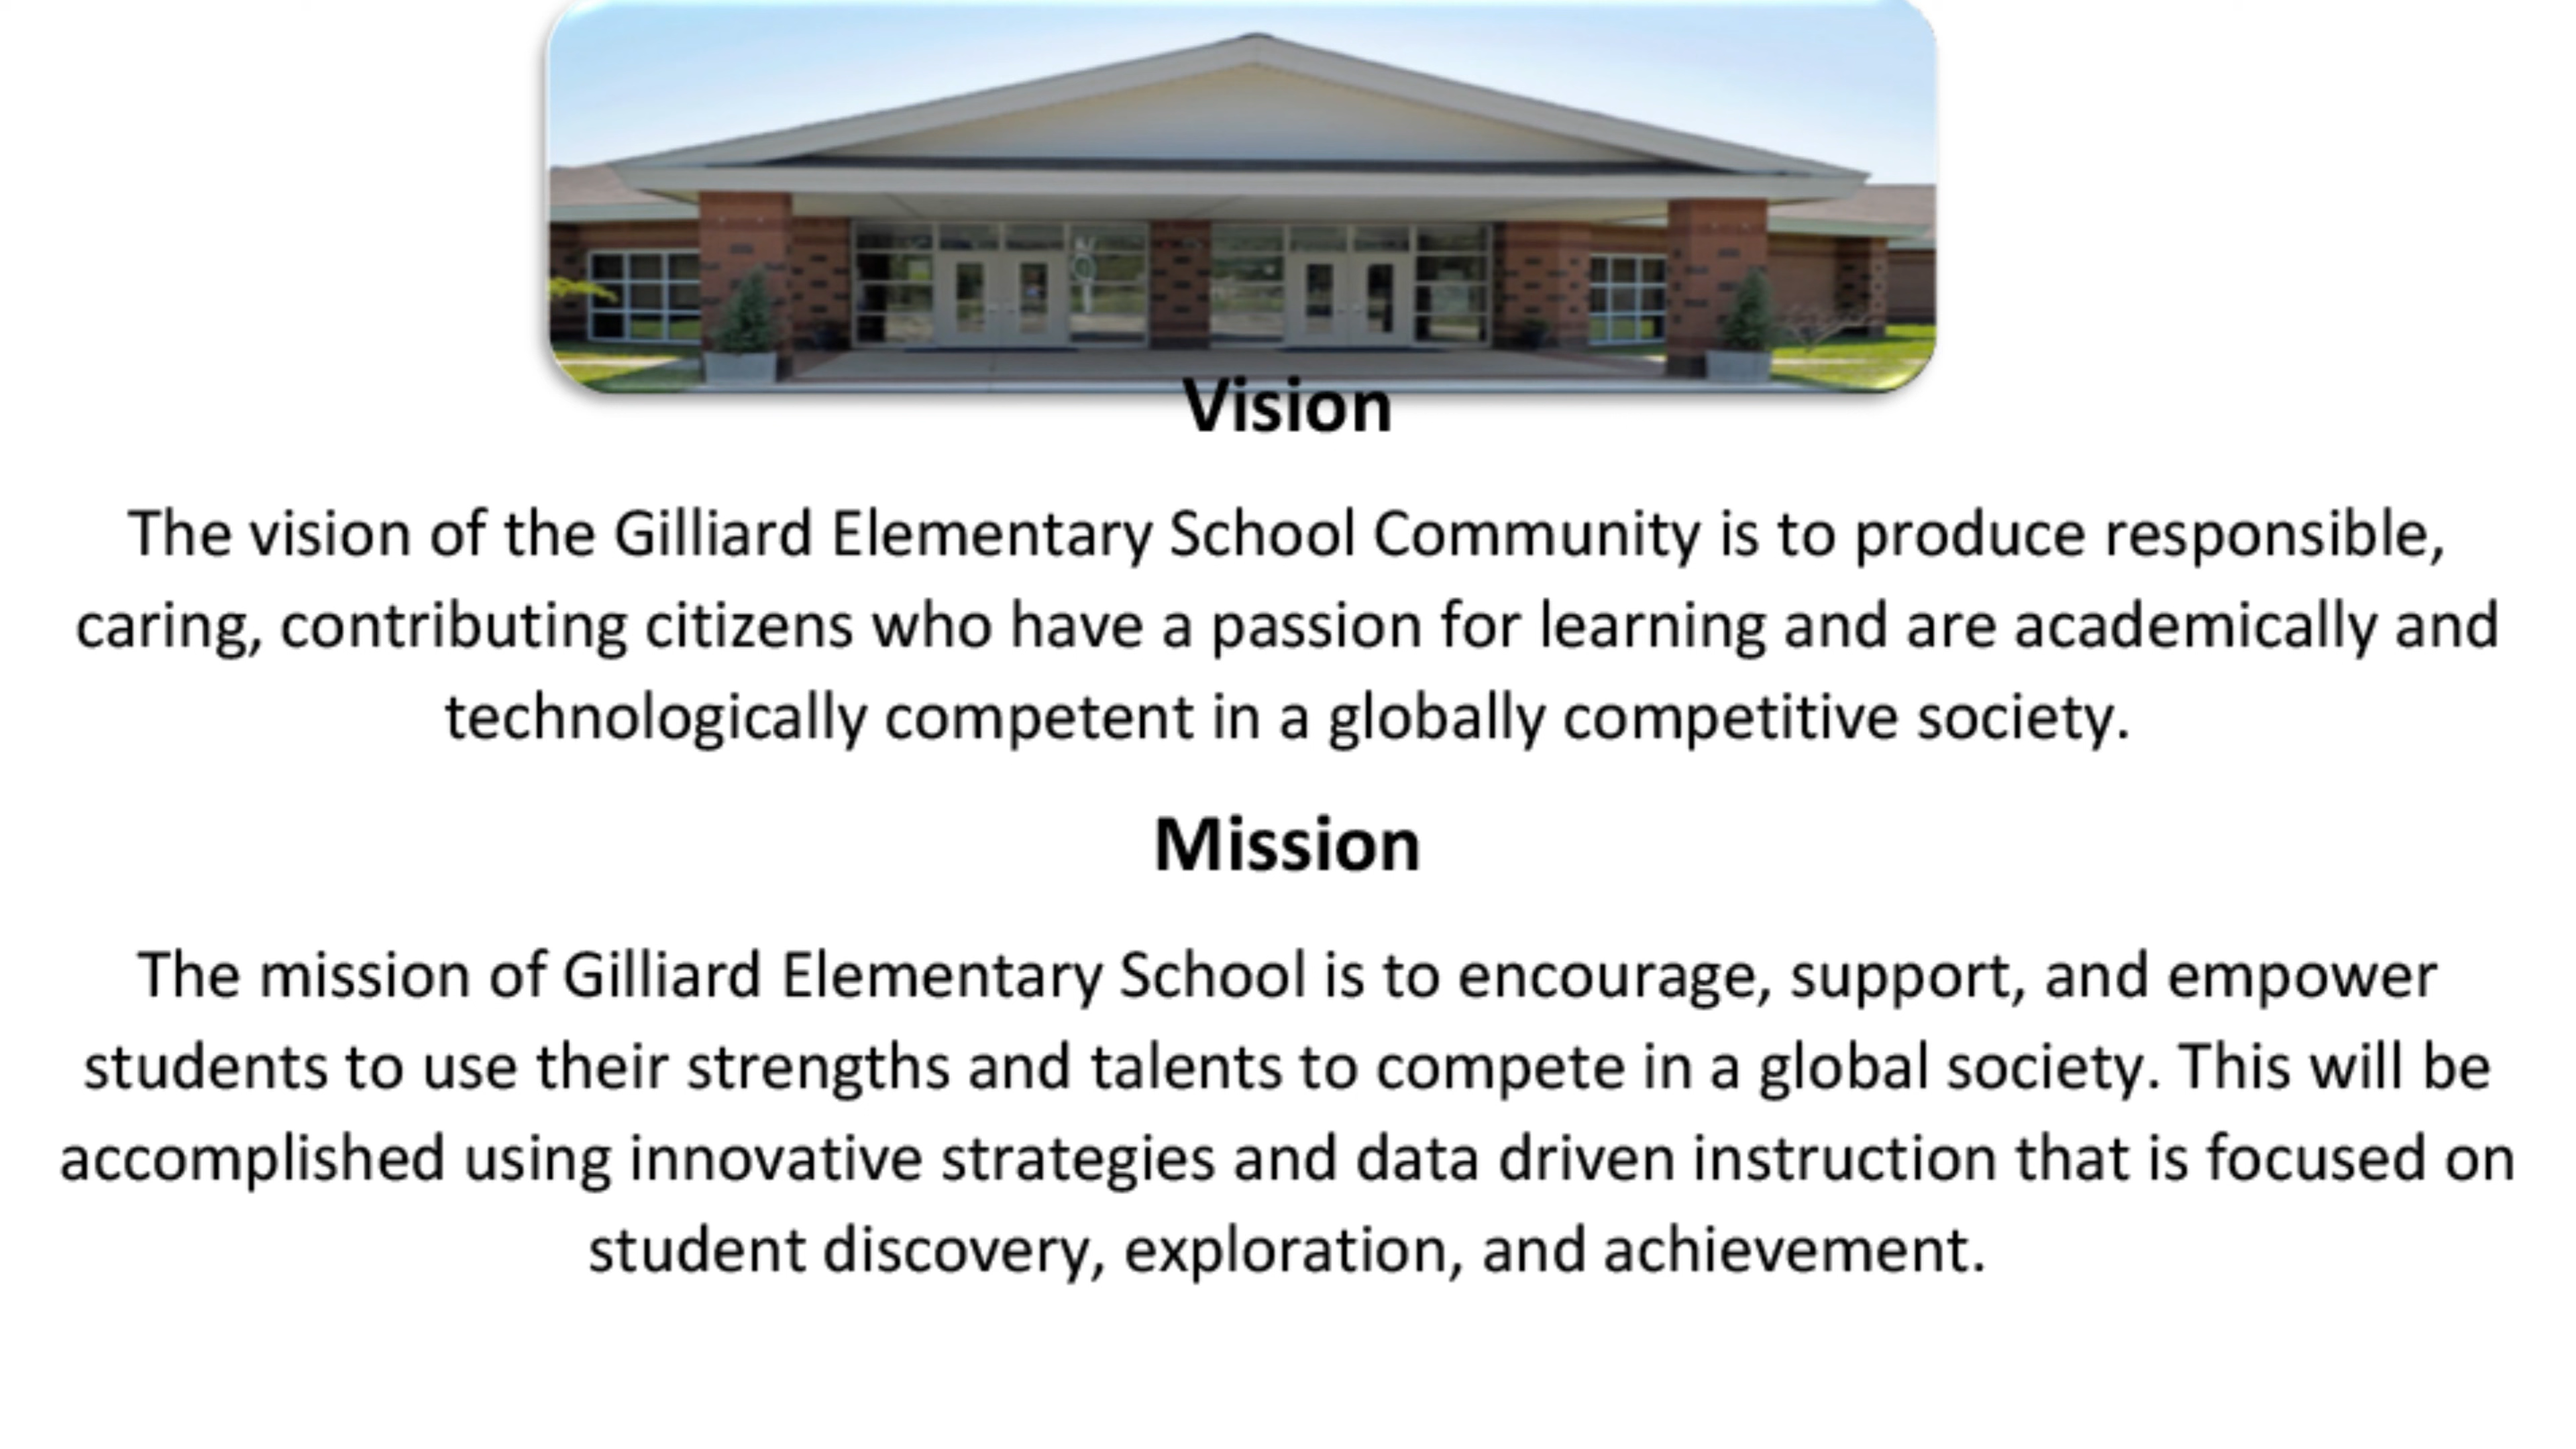 Vision
The vision of the Gilliard Elementary School Community is to produce responsible,
caring, contributing citizens who have a passion for learning and are academically and
technologically competent in a globally competitive society.
Mission
The mission of Gilliard Elementary School is to encourage, support, and empower
students to use their strengths and talents to compete in a global society. This will be
accomplished using innovative strategies and data driven instruction that is focused on
student discovery, exploration, and achievement.